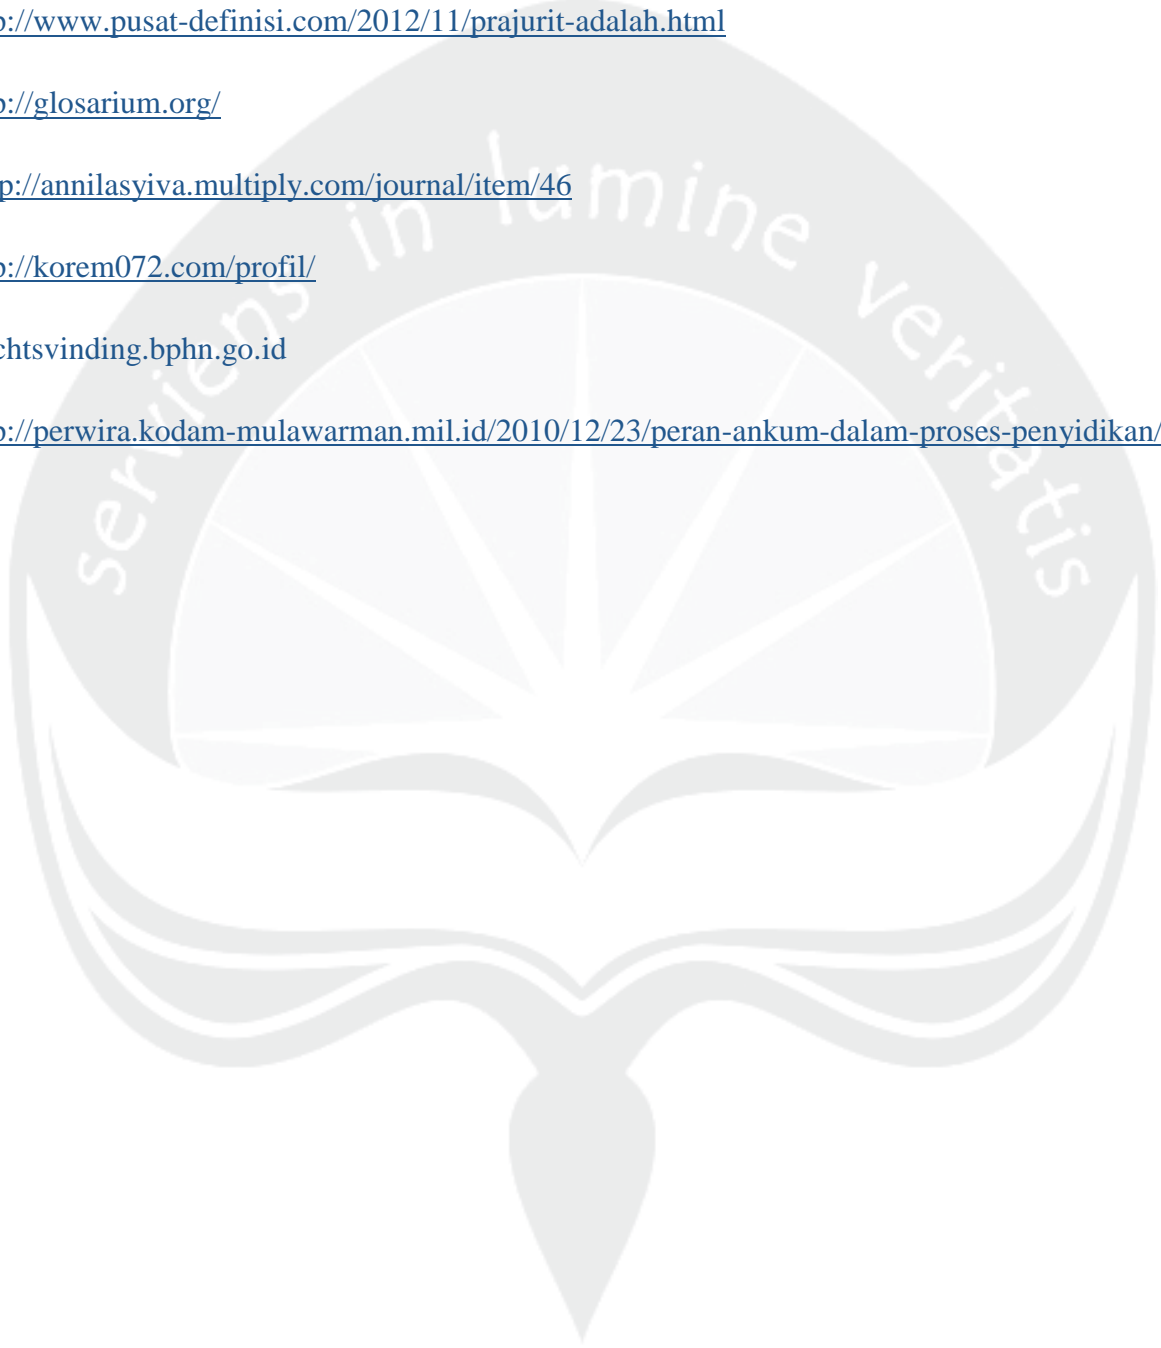 p://www.pusat-definisi.com/2012/11/prajurit-adalah.html
p://glosarium.org/
p://annilasyiva.multiply.com/journal/item/46
p://korem072.com/profil/
chtsvinding.bphn.go.id
p://perwira.kodam-mulawarman.mil.id/2010/12/23/peran-ankum-dalam-proses-penyidikan/
serviens in lumine veritatis